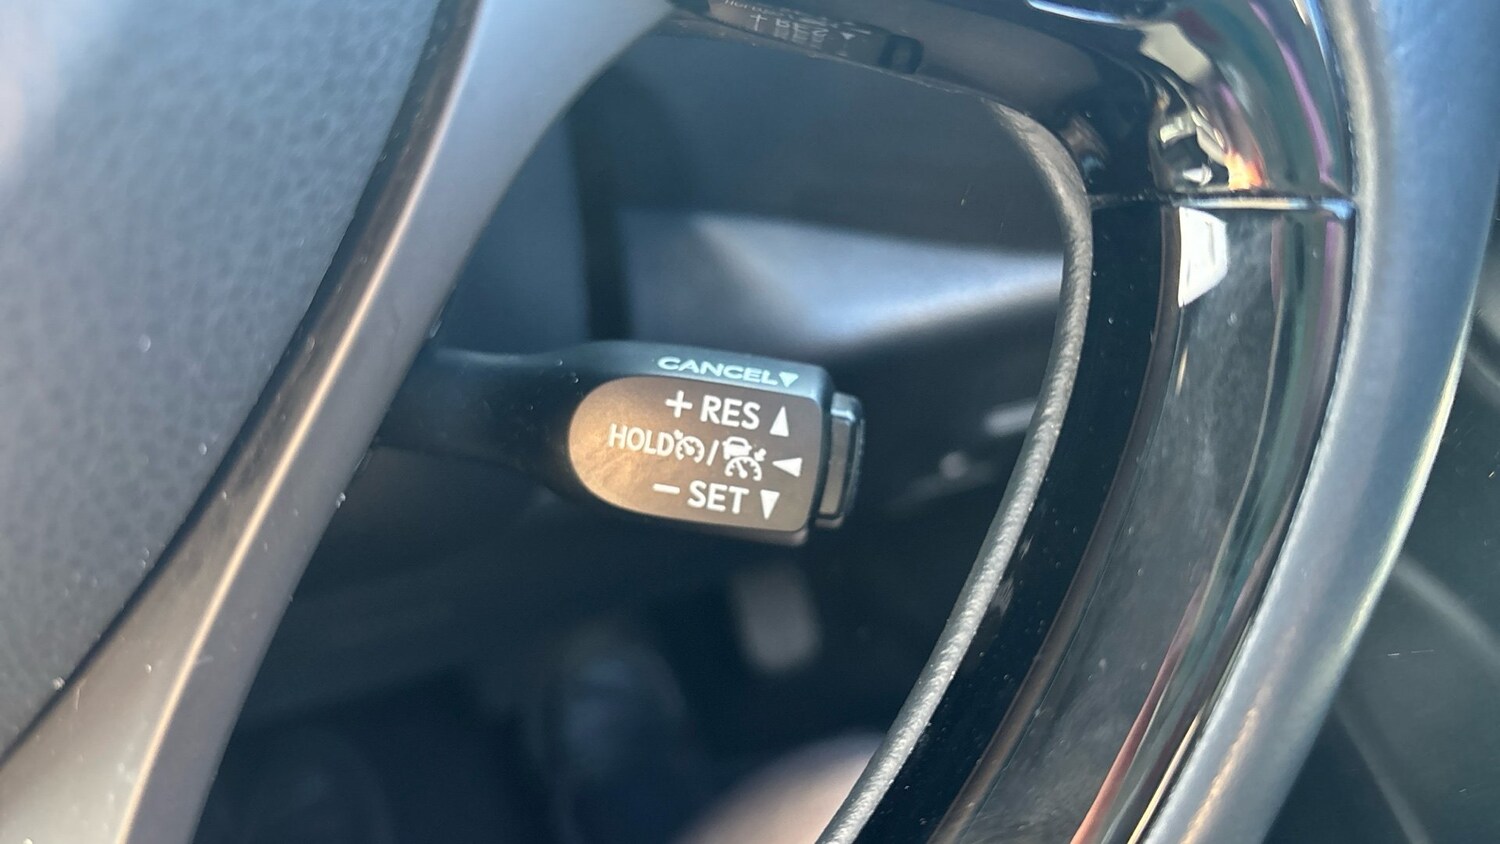 CANCEL▼
+ RES ▲
HOLD / ◄
− SET ▼